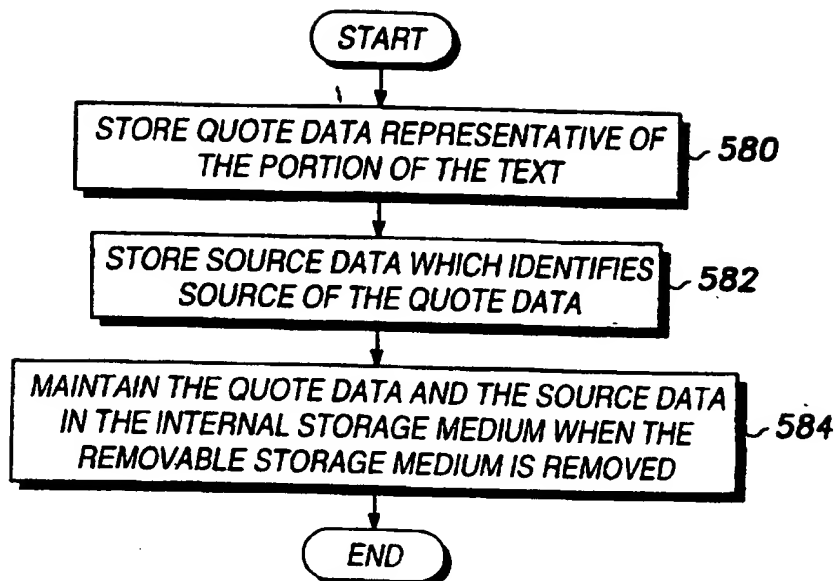 START
STORE QUOTE DATA REPRESENTATIVE OF
THE PORTION OF THE TEXT
580
STORE SOURCE DATA WHICH IDENTIFIES
SOURCE OF THE QUOTE DATA
582
MAINTAIN THE QUOTE DATA AND THE SOURCE DATA
IN THE INTERNAL STORAGE MEDIUM WHEN THE
REMOVABLE STORAGE MEDIUM IS REMOVED
584
END